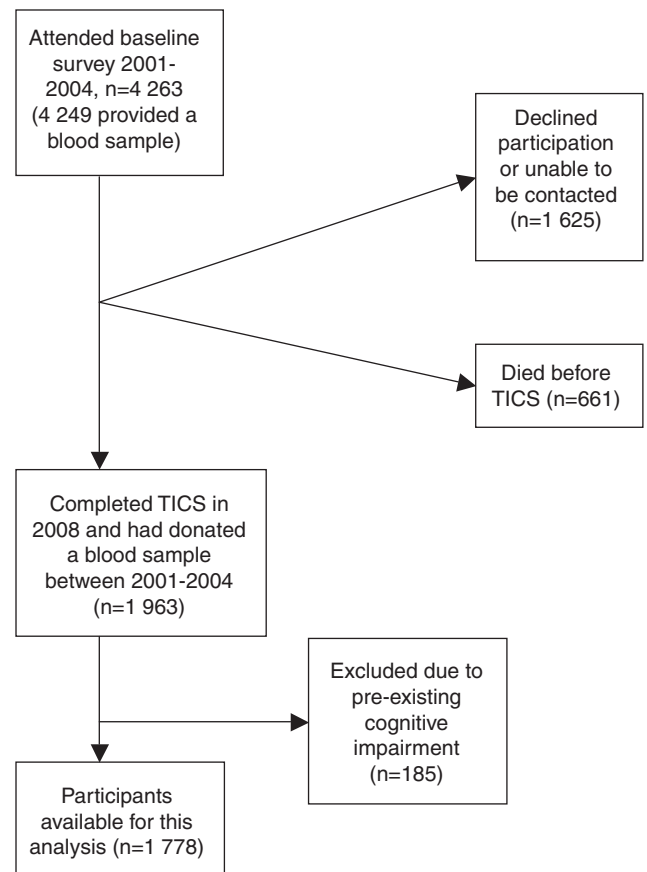 Attended baseline
survey 2001-
2004, n=4 263
(4 249 provided a
blood sample)
Declined
participation
or unable to
be contacted
(n=1 625)
Died before
TICS (n=661)
Completed TICS in
2008 and had donated
a blood sample
between 2001-2004
(n=1 963)
Excluded due to
pre-existing
cognitive
impairment
(n=185)
Participants
available for this
analysis (n=1 778)